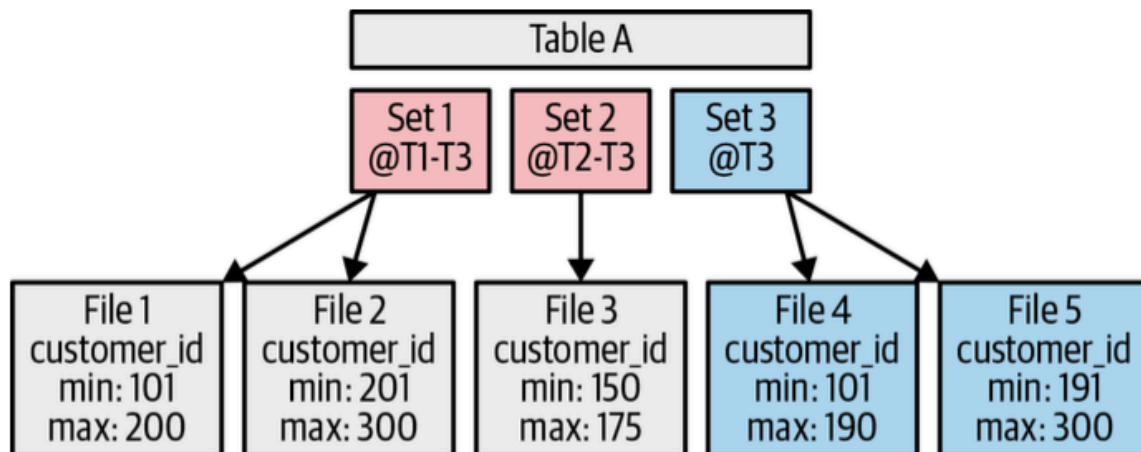 Table A
Set 1
@T1-T3
Set 2
@T2-T3
Set 3
@T3
File 1
customer_id
min: 101
max: 200
File 2
customer_id
min: 201
max: 300
File 3
customer_id
min: 150
max: 175
File 4
customer_id
min: 101
max: 190
File 5
customer_id
min: 191
max: 300